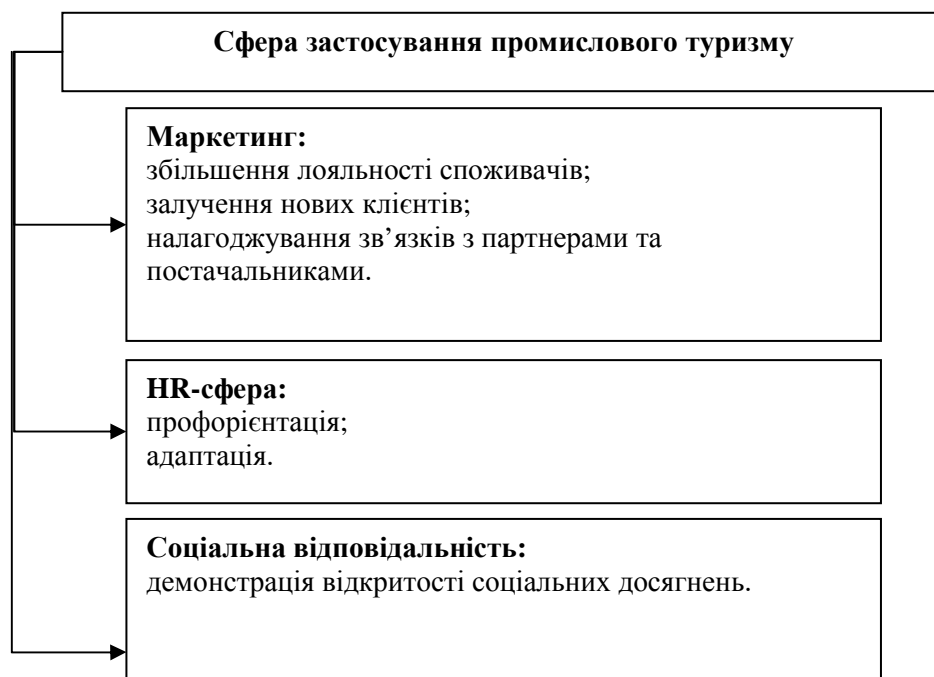 Сфера застосування промислового туризму
Маркетинг:
збільшення лояльності споживачів;
залучення нових клієнтів;
налагоджування зв’язків з партнерами та
постачальниками.
HR-сфера:
профорієнтація;
адаптація.
Соціальна відповідальність:
демонстрація відкритості соціальних досягнень.